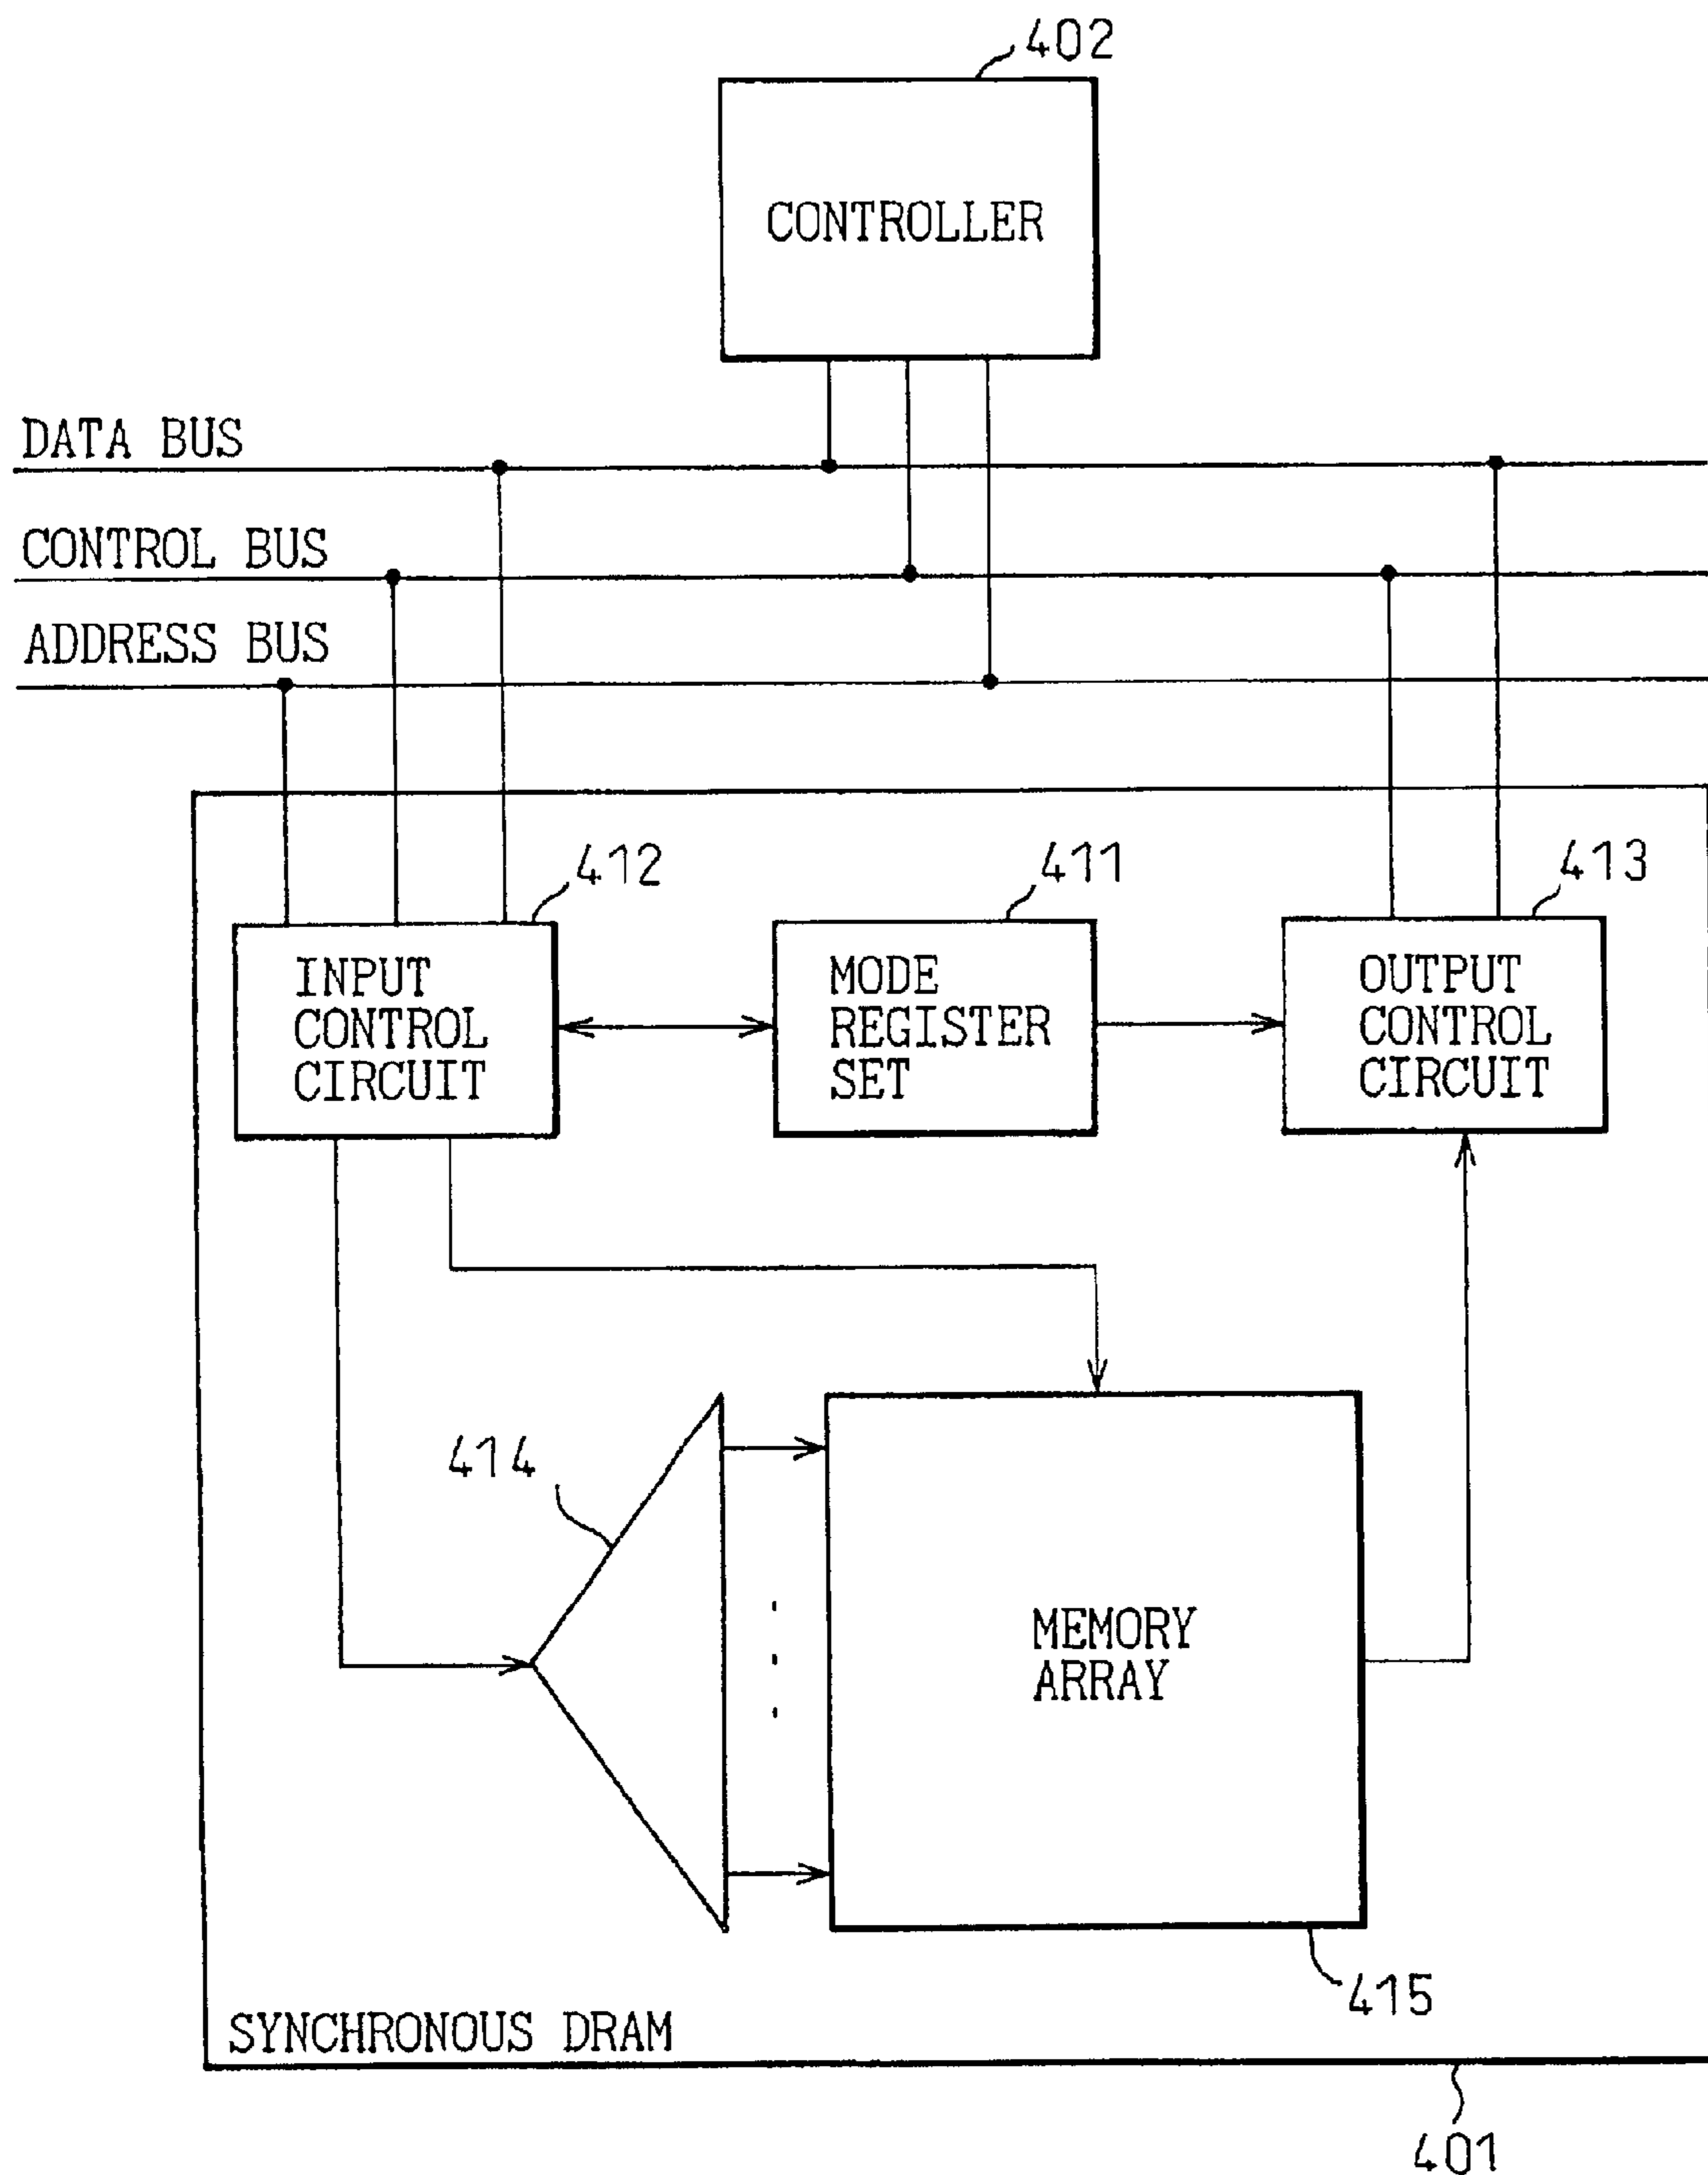 402
CONTROLLER
DATA BUS
CONTROL BUS
ADDRESS BUS
412
411
413
INPUT
CONTROL
CIRCUIT
MODE
REGISTER
SET
OUTPUT
CONTROL
CIRCUIT
414
MEMORY
ARRAY
415
SYNCHRONOUS DRAM
401